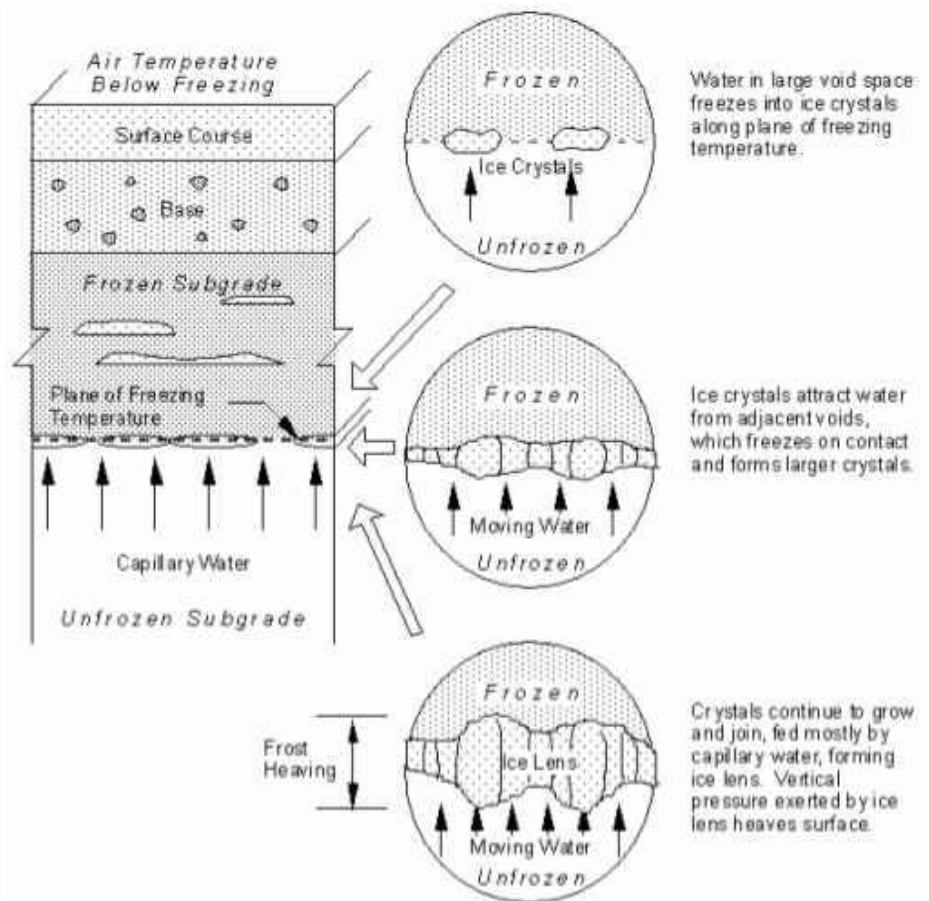 Air Temperature
Below Freezing
Surface Course
Base
Frozen Subgrade
Plane of Freezing
Temperature
Capillary Water
Unfrozen Subgrade
Frozen
Ice Crystals
Unfrozen
Water in large void space
freezes into ice crystals
along plane of freezing
temperature.
Frozen
Moving Water
Unfrozen
Ice crystals attract water
from adjacent voids,
which freezes on contact
and forms larger crystals.
Frost
Heaving
Frozen
Ice Lens
Moving Water
Unfrozen
Crystals continue to grow
and join, fed mostly by
capillary water, forming
ice lens. Vertical
pressure exerted by ice
lens heaves surface.